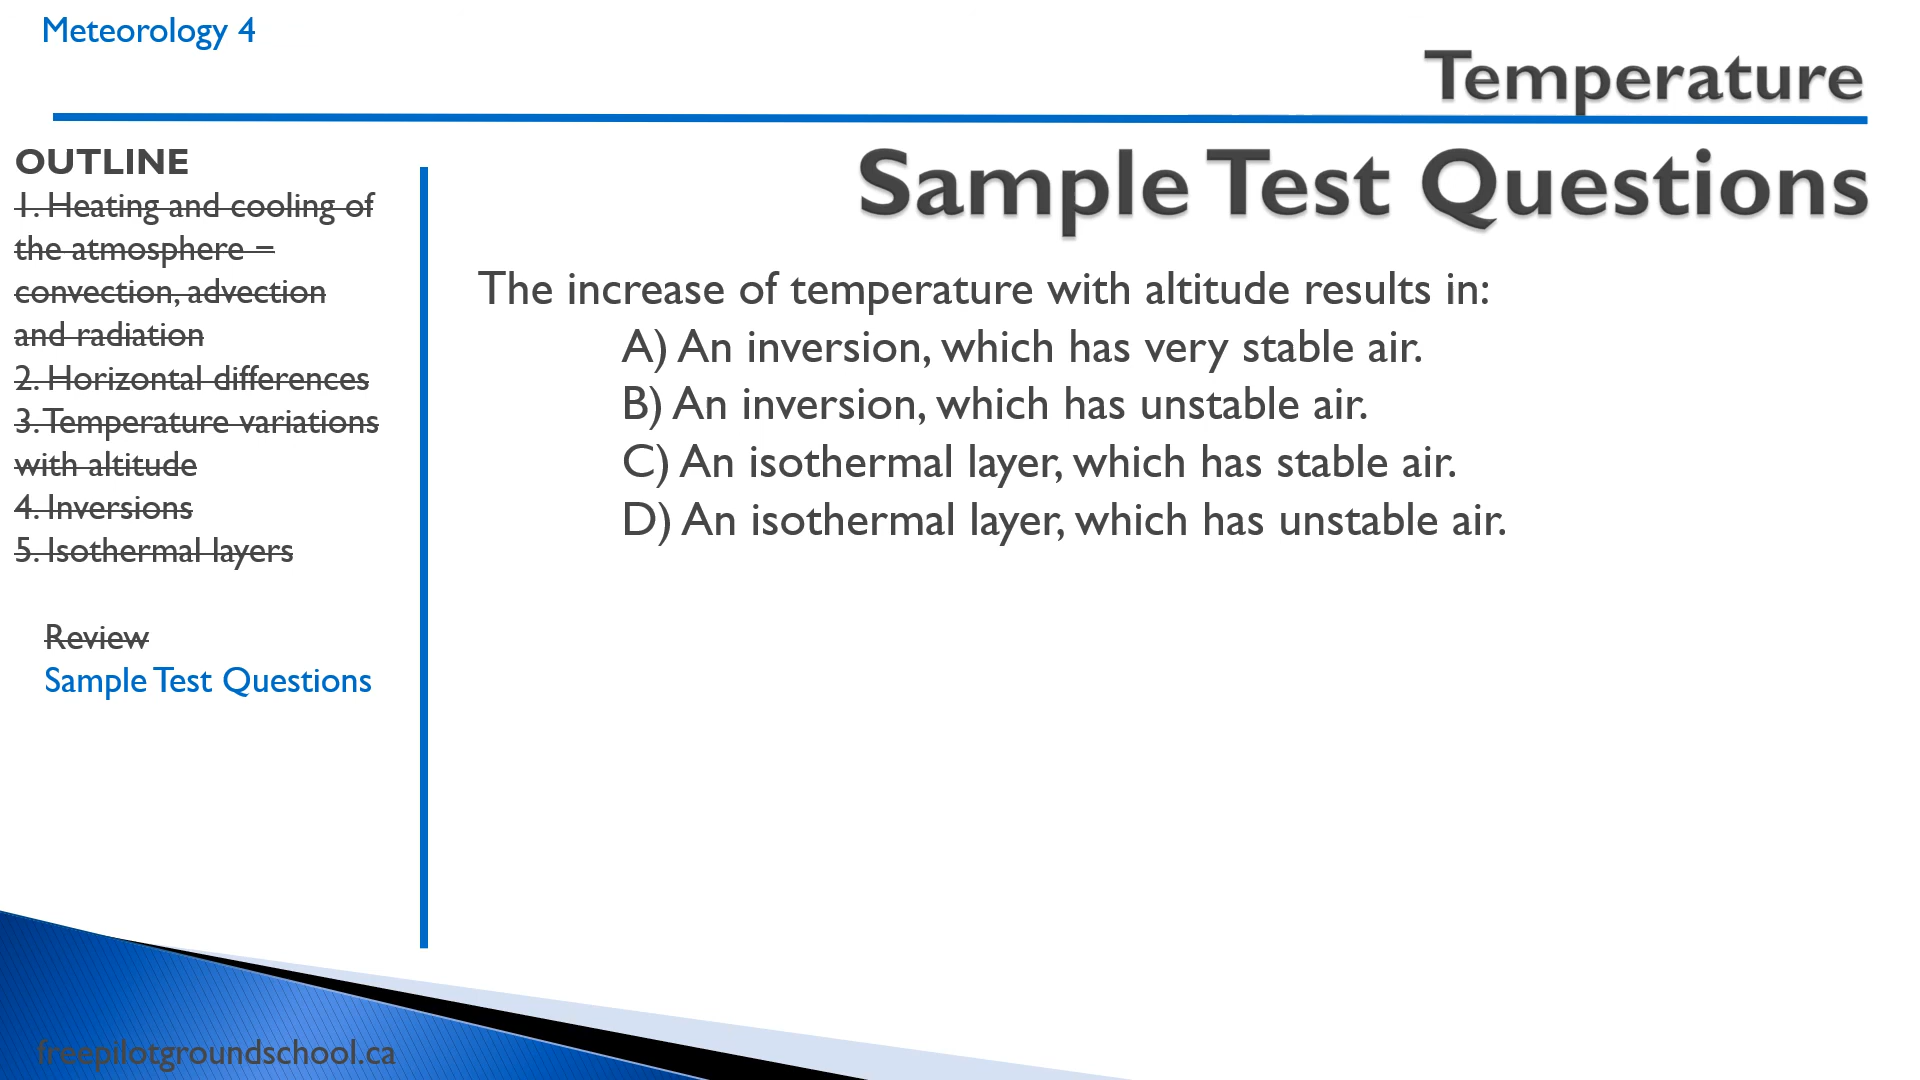 Meteorology 4
Temperature
OUTLINE
1. Heating and cooling of
the atmosphere –
convection, advection
and radiation
2. Horizontal differences
3. Temperature variations
with altitude
4. Inversions
5. Isothermal layers
Review
Sample Test Questions
Sample Test Questions
The increase of temperature with altitude results in:
A) An inversion, which has very stable air.
B) An inversion, which has unstable air.
C) An isothermal layer, which has stable air.
D) An isothermal layer, which has unstable air.
freepilotgroundschool.ca